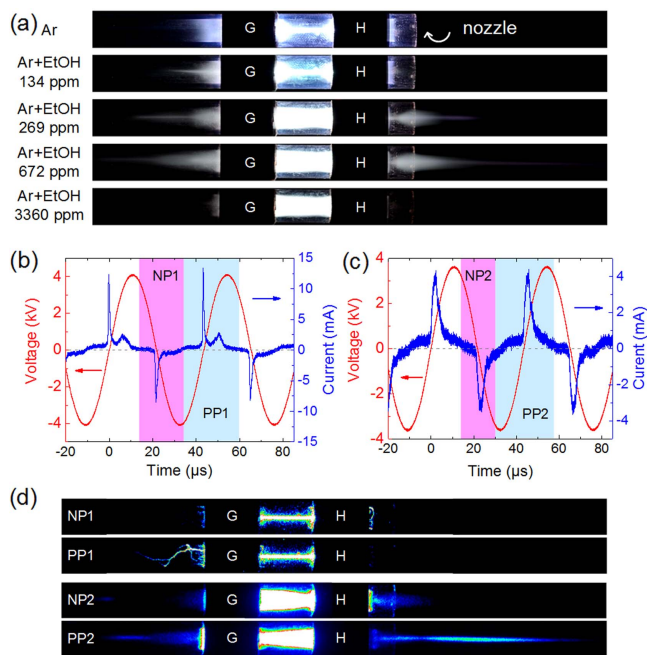 (a) Ar G H nozzle
Ar+EtOH
134 ppm G H
Ar+EtOH
269 ppm G H
Ar+EtOH
672 ppm G H
Ar+EtOH
3360 ppm G H
(b) (c)
4 2 0 -2 -4
Voltage (kV)
NP1
PP1
15 10 5 0 -5 -10 -15
Current (mA)
-20 0 20 40 60 80
Time (µs)
4 2 0 -2 -4
Voltage (kV)
NP2
PP2
4 2 0 -2 -4
Curent (mA)
-20 0 20 40 60 80
Time (µs)
(d)
NP1 G H
PP1 G H
NP2 G H
PP2 G H